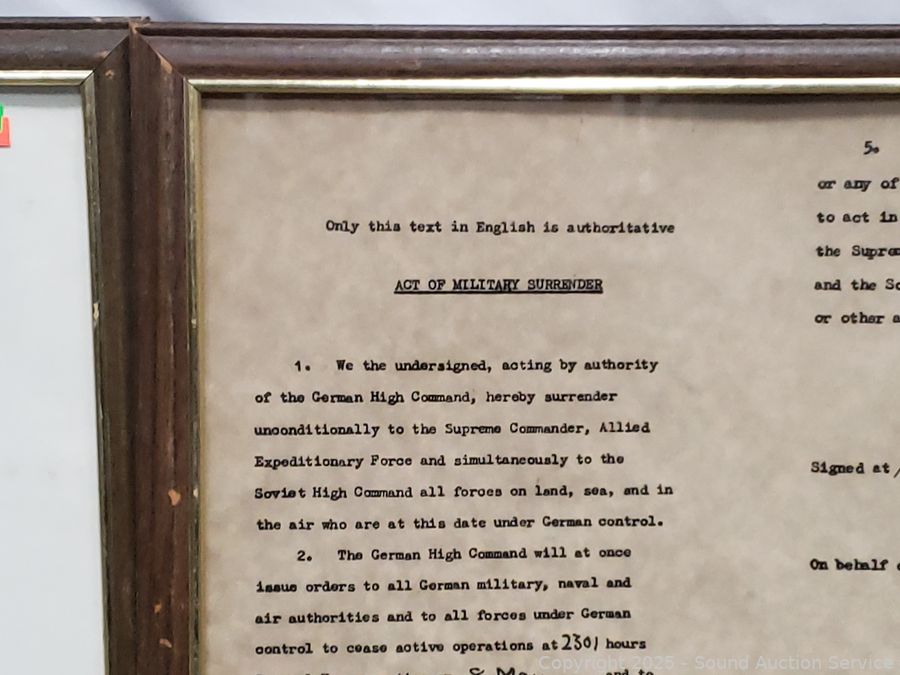 Only this text in English is authoritative
ACT OF MILITARY SURRENDER
1. We the undersigned, acting by authority
of the German High Command, hereby surrender
unconditionally to the Supreme Commander, Allied
Expeditionary Force and simultaneously to the
Soviet High Command all forces on land, sea, and in
the air who are at this date under German control.
2. The German High Command will at once
issue orders to all German military, naval and
air authorities and to all forces under German
control to cease active operations at 2301 hours
and to
5.
or any of
to act in
the
and the
or other
Signed at
On behalf
Copyright 2025 - Sound Auction Service